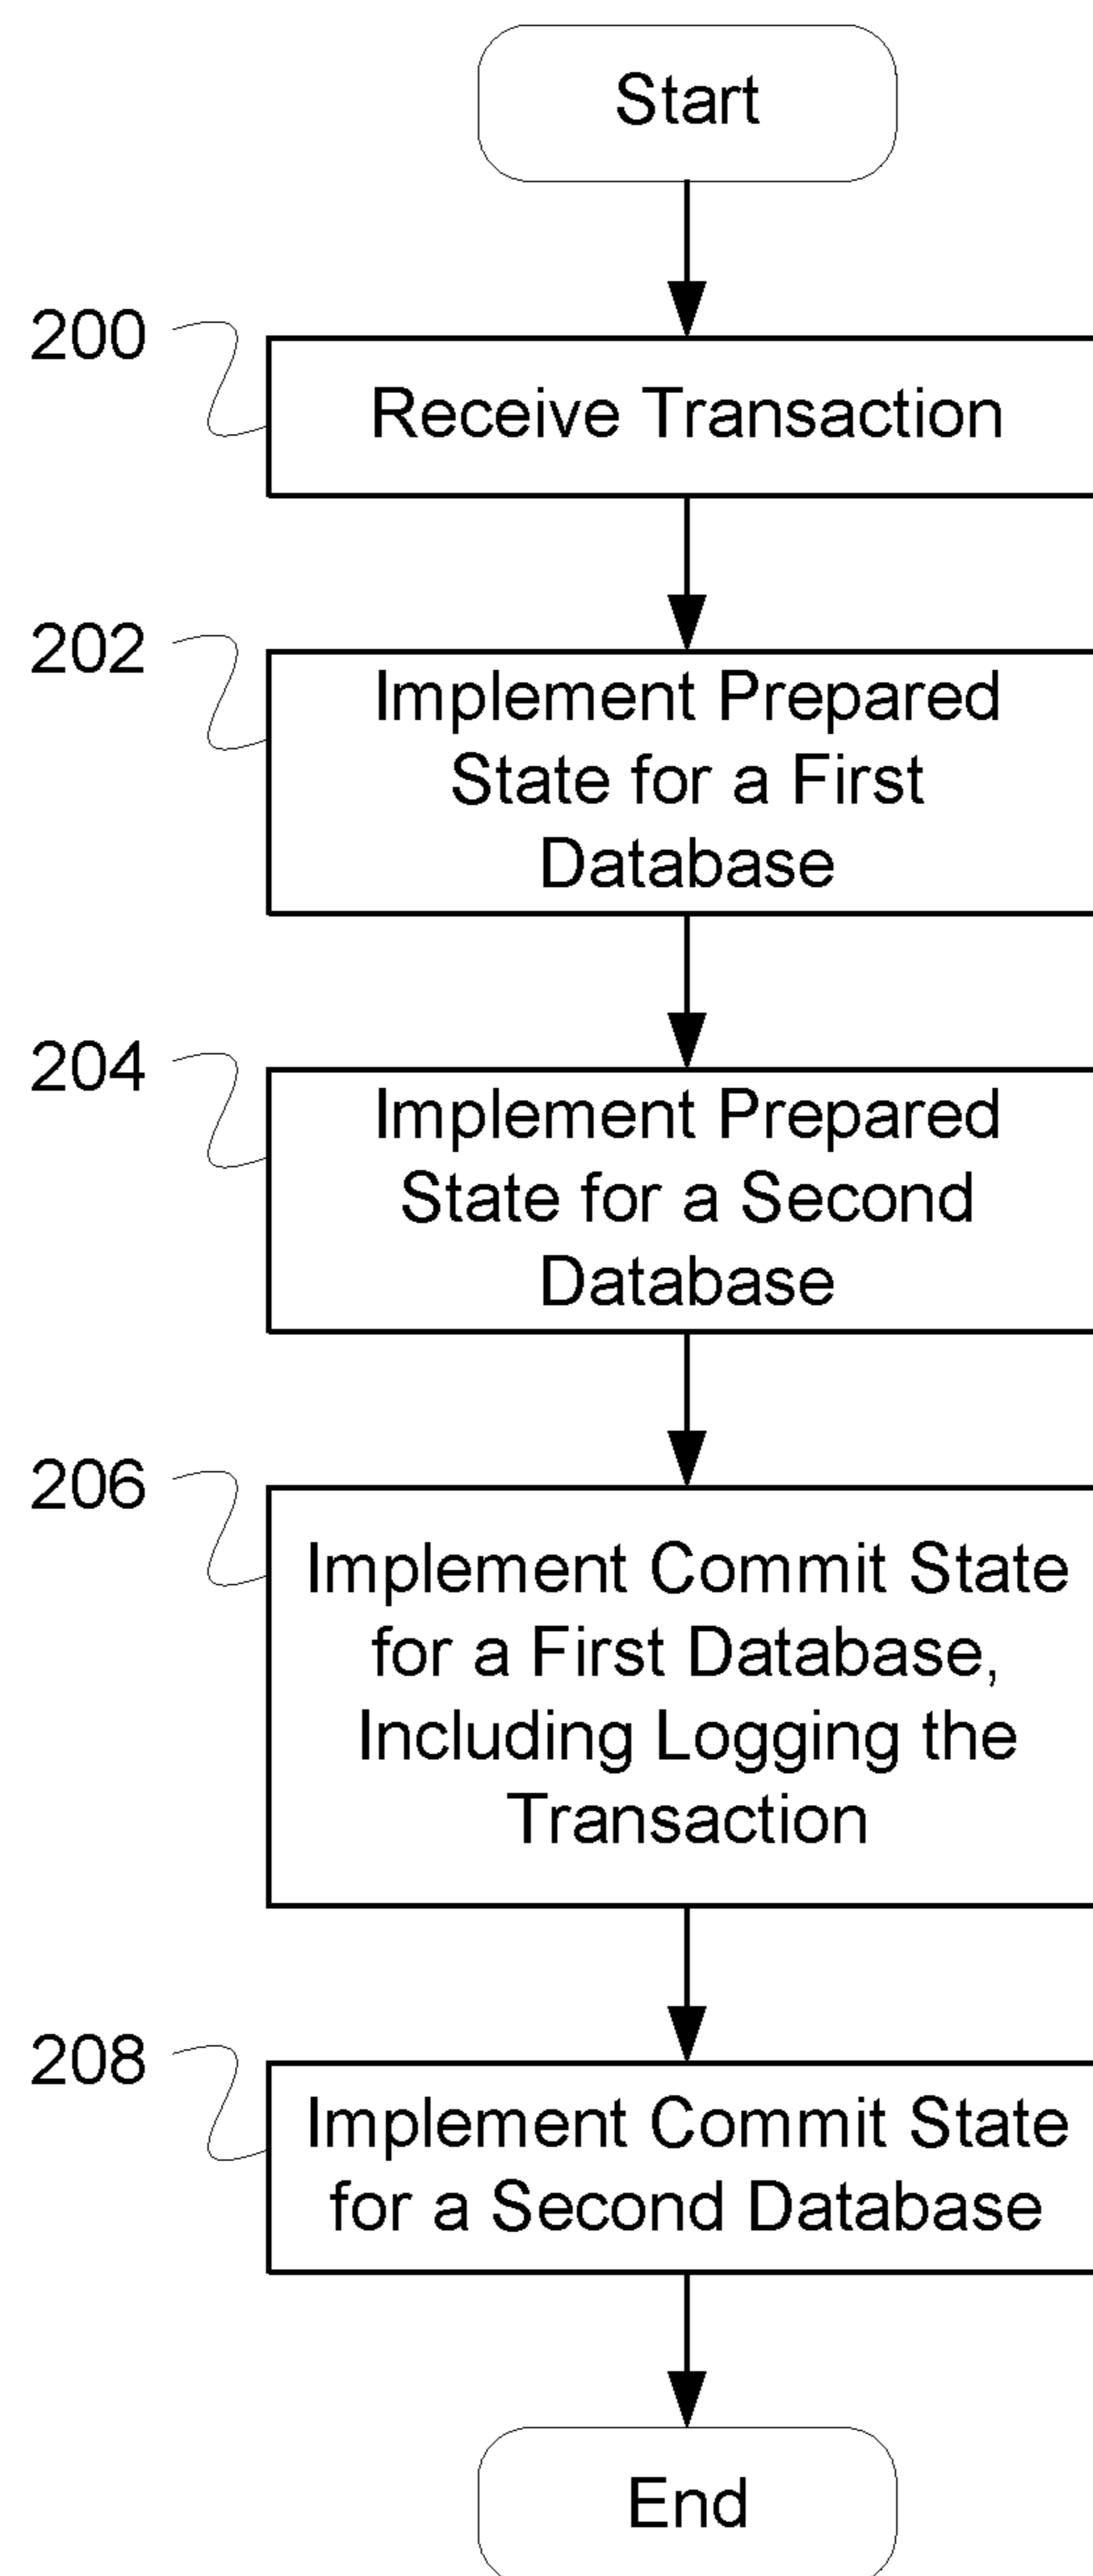 Start
200
Receive Transaction
202
Implement Prepared
State for a First
Database
204
Implement Prepared
State for a Second
Database
206
Implement Commit State
for a First Database,
Including Logging the
Transaction
208
Implement Commit State
for a Second Database
End